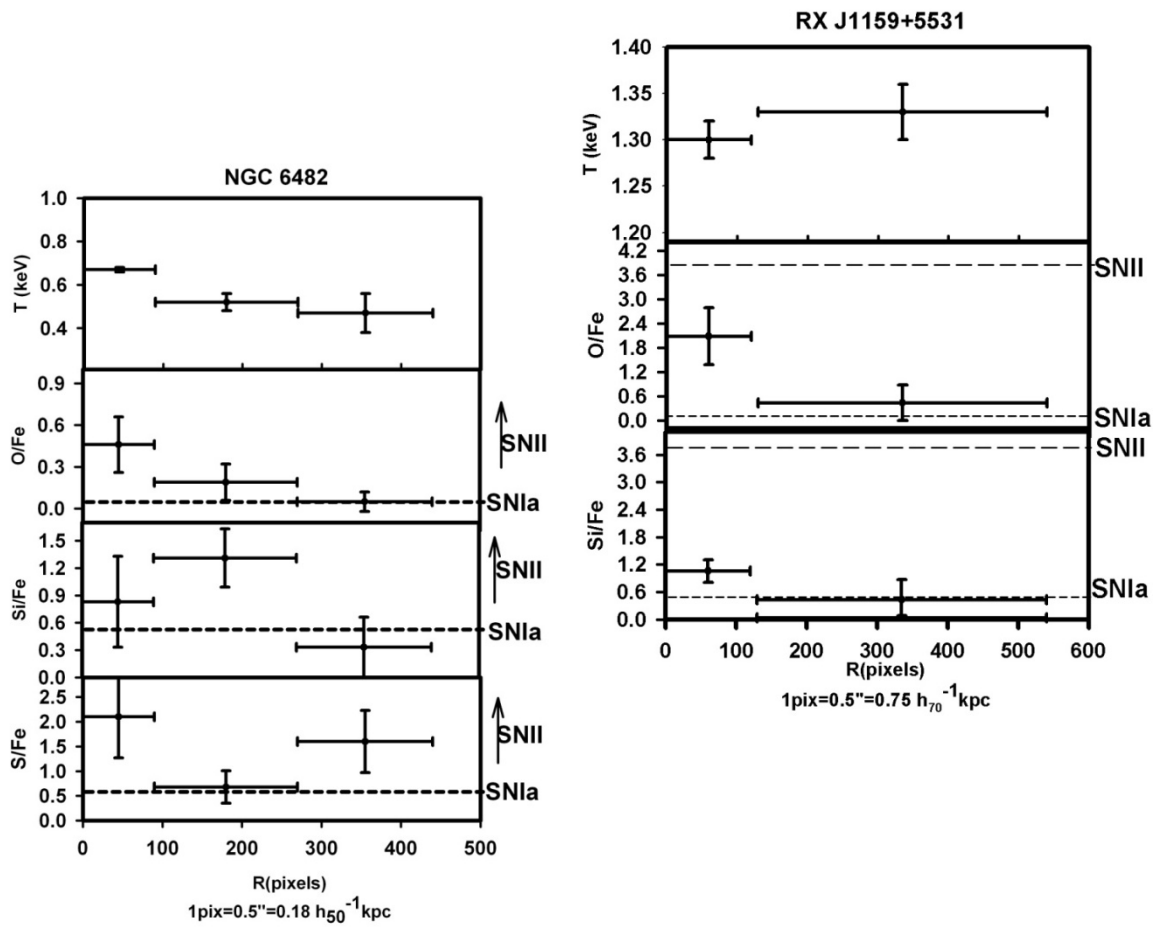 NGC 6482
T (keV)
1.0
0.8
0.6
0.4
O/Fe
0.9
0.6
0.3
0.0
SNII
SNIa
Si/Fe
1.5
1.2
0.9
0.6
0.3
0.0
SNII
SNIa
S/Fe
2.5
2.0
1.5
1.0
0.5
0.0
SNII
SNIa
0 100 200 300 400 500
R(pixels)
1pix=0.5"=0.18 h50-1kpc
RX J1159+5531
T (keV)
1.40
1.35
1.30
1.25
1.20
O/Fe
4.2
3.6
3.0
2.4
1.8
1.2
0.6
0.0
SNII
SNIa
Si/Fe
3.6
3.0
2.4
1.8
1.2
0.6
0.0
SNII
SNIa
0 100 200 300 400 500 600
R(pixels)
1pix=0.5"=0.75 h70-1kpc